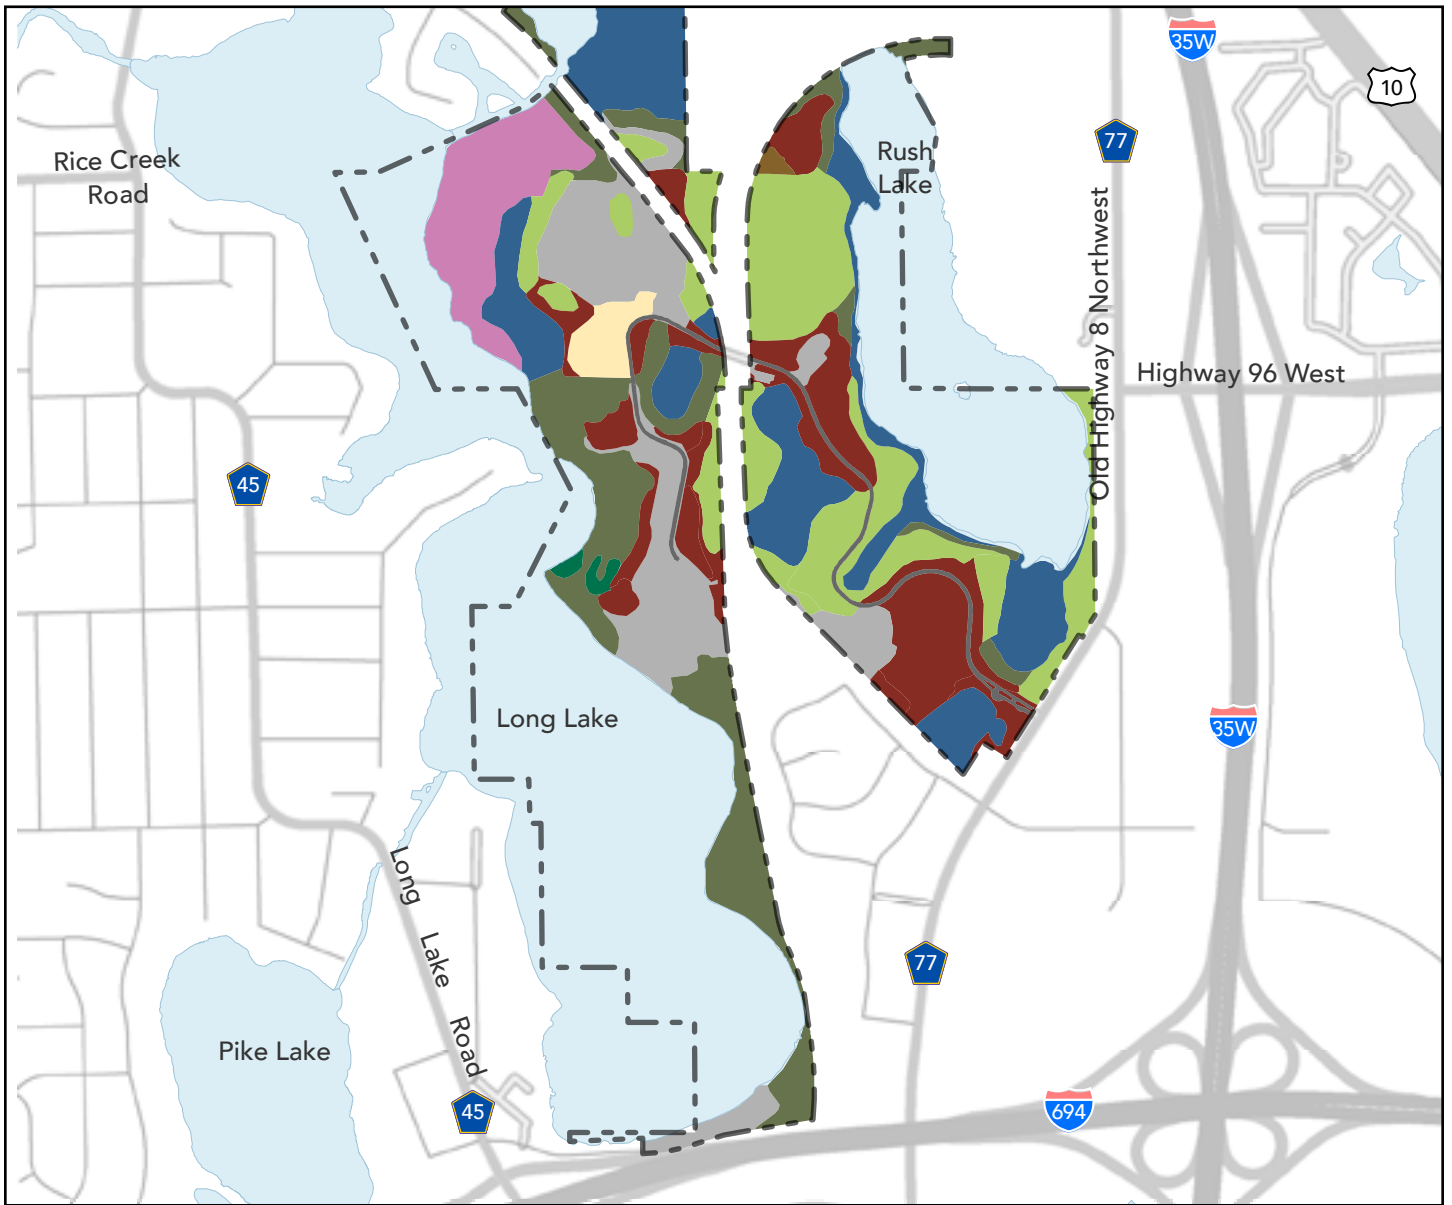 35W
10
77
Rush
Lake
Rice Creek
Road
Old Highway 8 Northwest
Highway 96 West
45
Long Lake
35W
Long Lake Road
77
Pike Lake
45
694